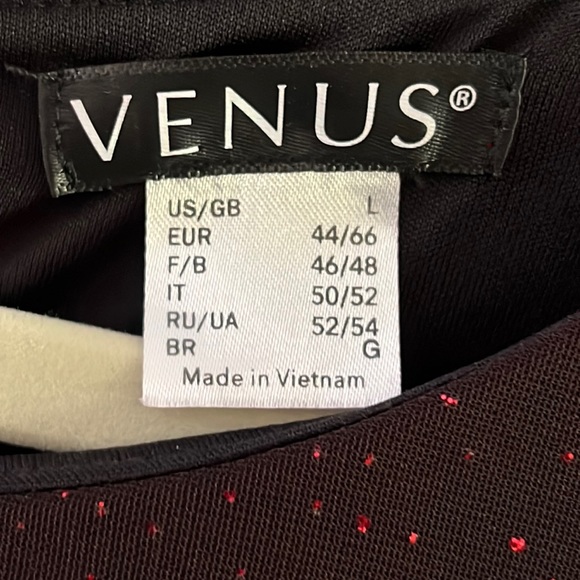 VENUS®
US/GB L
EUR 44/66
F/B 46/48
IT 50/52
RU/UA 52/54
BR G
Made in Vietnam